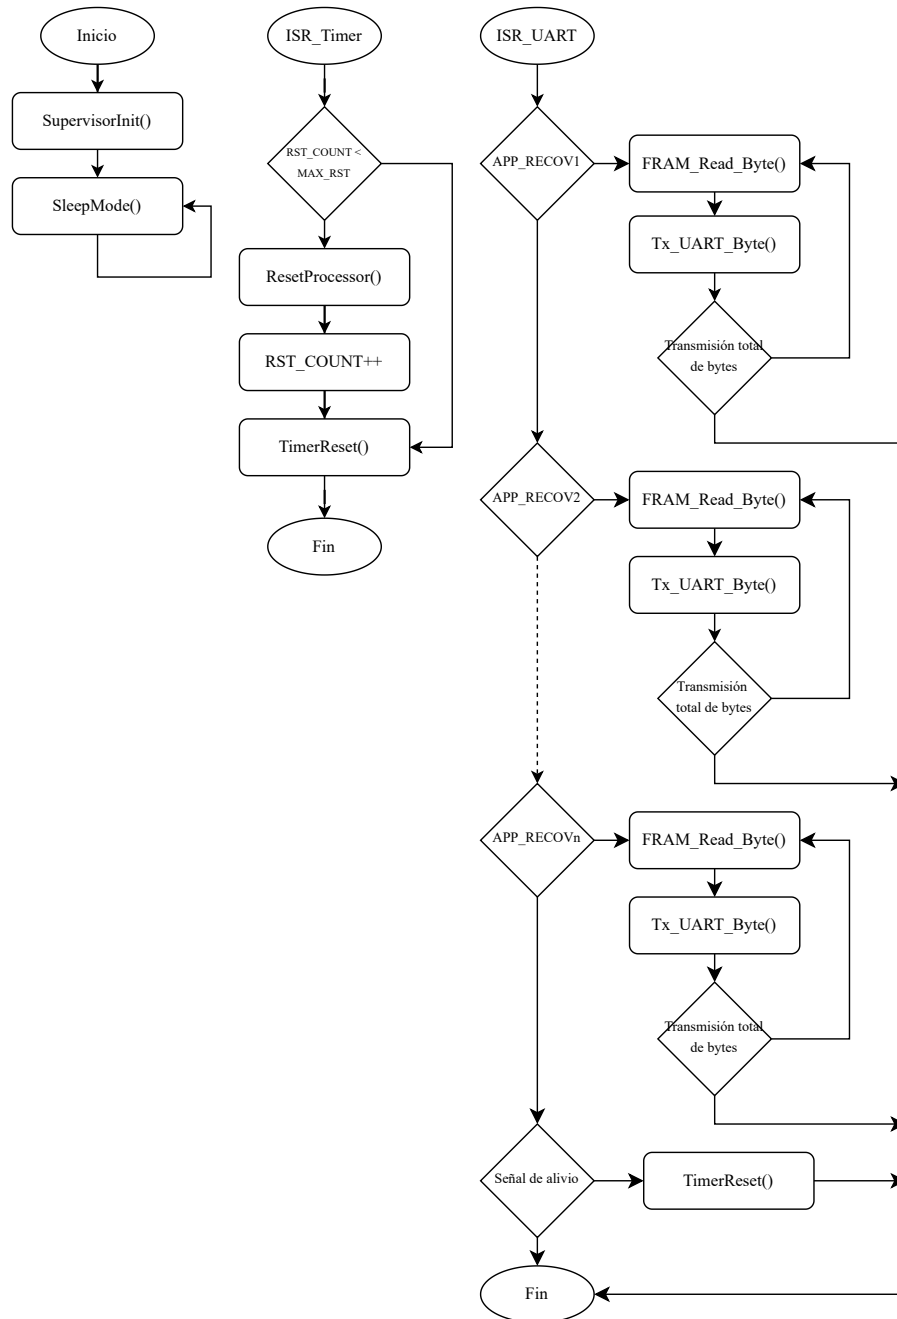 Inicio
SupervisorInit()
SleepMode()
ISR_Timer
RST_COUNT <
MAX_RST
ResetProcessor()
RST_COUNT++
TimerReset()
Fin
ISR_UART
APP_RECOV1
FRAM_Read_Byte()
Tx_UART_Byte()
Transmisión total
de bytes
APP_RECOV2
FRAM_Read_Byte()
Tx_UART_Byte()
Transmisión
total de bytes
APP_RECOVn
FRAM_Read_Byte()
Tx_UART_Byte()
Transmisión total
de bytes
Señal de alivio
TimerReset()
Fin